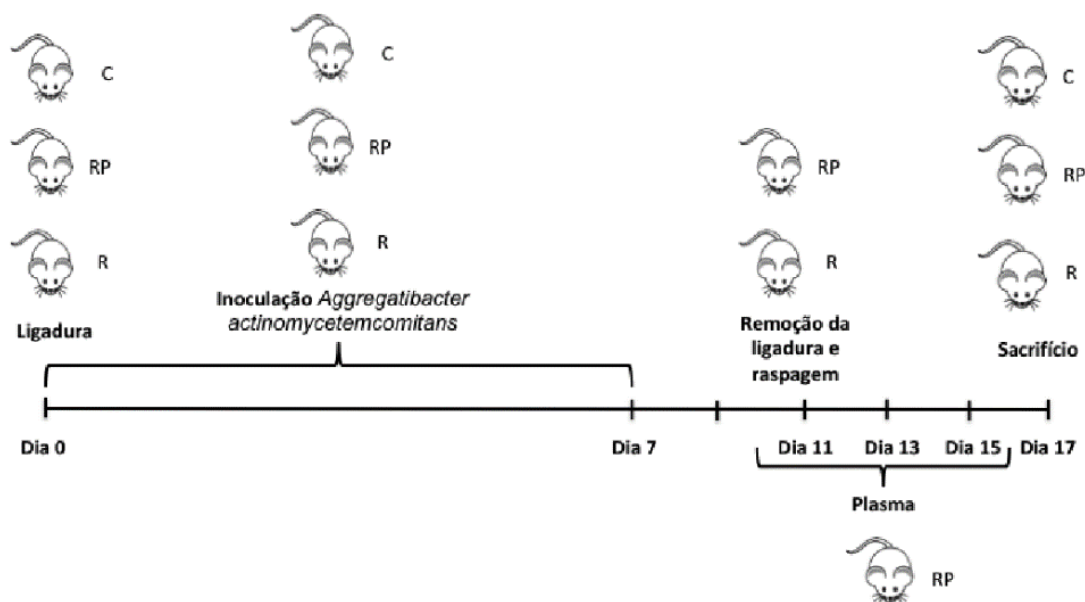 C
RP
R
Ligadura
C
RP
R
Inoculação Aggregatibacter
actinomycetemcomitans
RP
R
Remoção da
ligadura e
raspagem
C
RP
R
Sacrifício
Dia 0
Dia 7
Dia 11
Dia 13
Dia 15
Dia 17
Plasma
RP